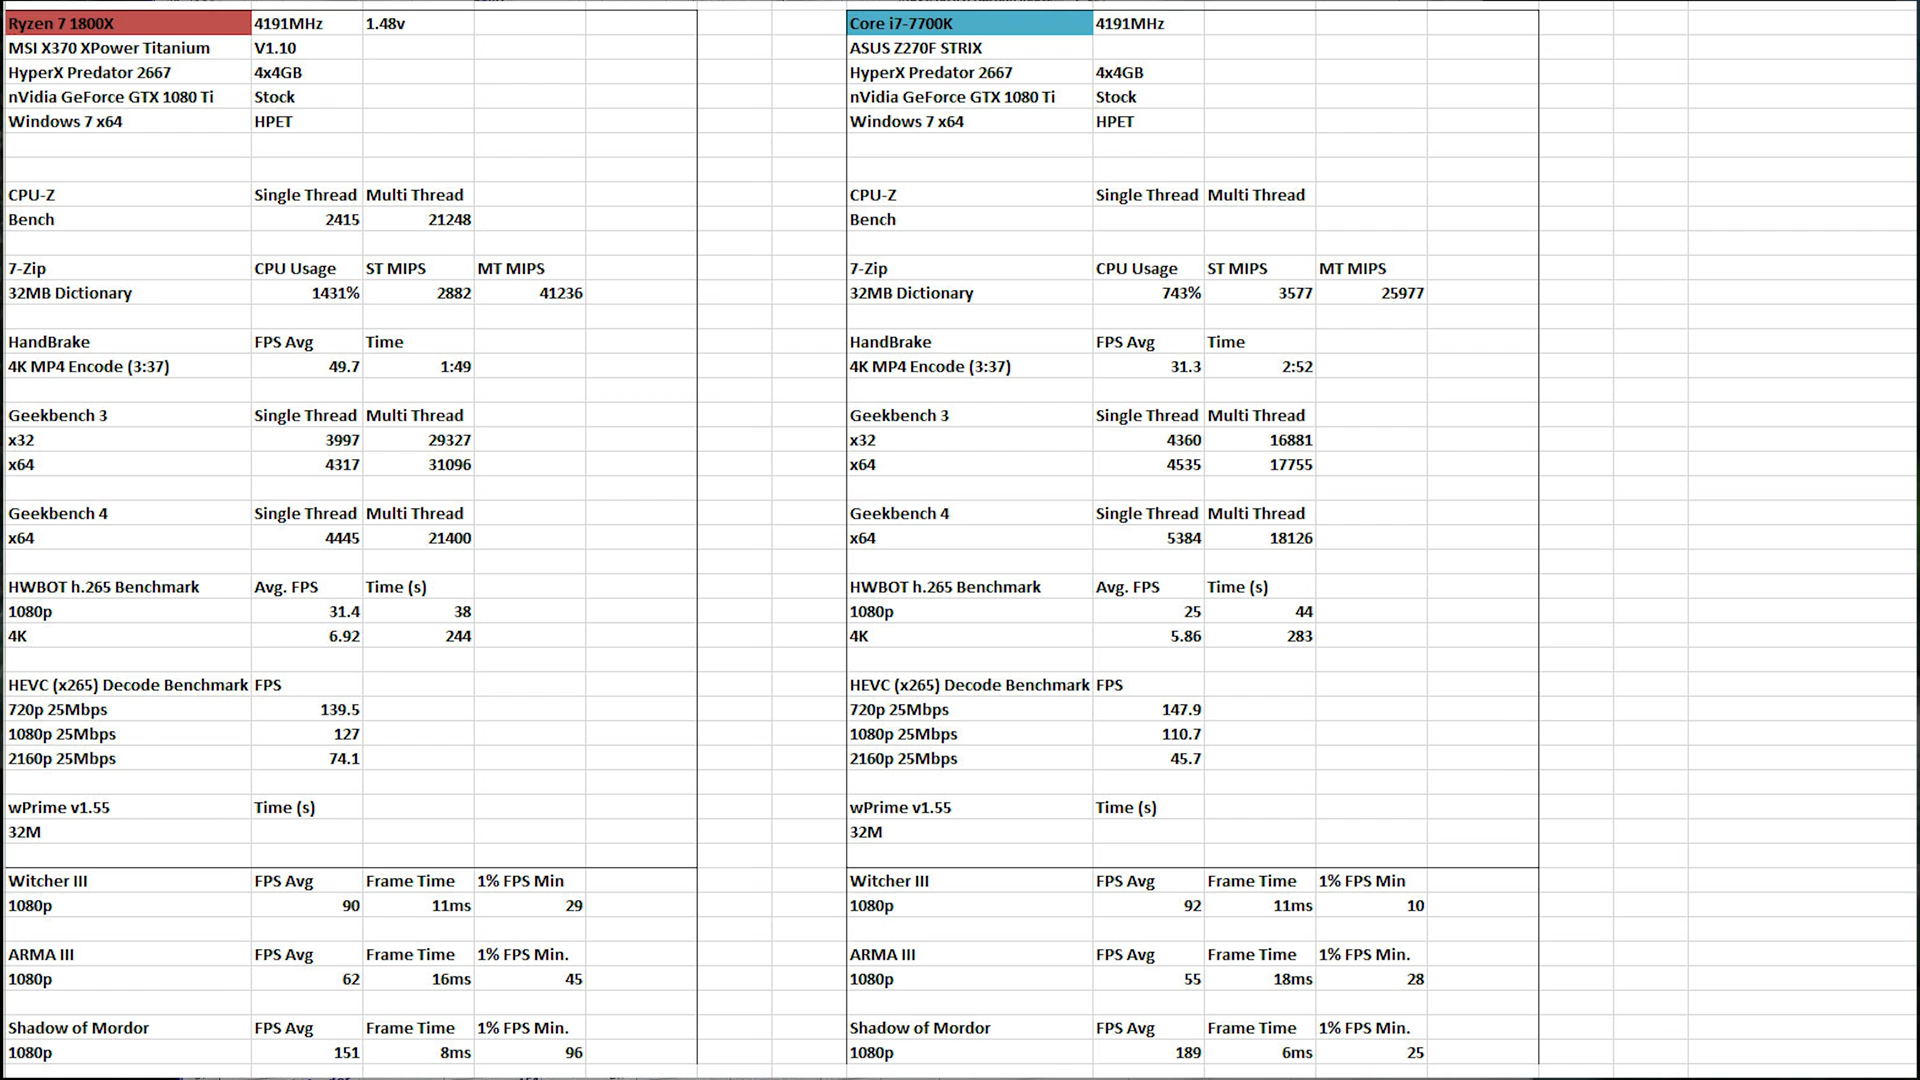 Ryzen 7 1800X 4191MHz 1.48v
MSI X370 XPower Titanium V1.10
HyperX Predator 2667 4x4GB
nVidia GeForce GTX 1080 Ti Stock
Windows 7 x64 HPET
CPU-Z Single Thread Multi Thread
Bench 2415 21248
7-Zip CPU Usage ST MIPS MT MIPS
32MB Dictionary 1431% 2882 41236
HandBrake FPS Avg Time
4K MP4 Encode (3:37) 49.7 1:49
Geekbench 3 Single Thread Multi Thread
x32 3997 29327
x64 4317 31096
Geekbench 4 Single Thread Multi Thread
x64 4445 21400
HWBOT h.265 Benchmark Avg. FPS Time (s)
1080p 31.4 38
4K 6.92 244
HEVC (x265) Decode Benchmark FPS
720p 25Mbps 139.5
1080p 25Mbps 127
2160p 25Mbps 74.1
wPrime v1.55 Time (s)
32M
Witcher III FPS Avg Frame Time 1% FPS Min
1080p 90 11ms 29
ARMA III FPS Avg Frame Time 1% FPS Min.
1080p 62 16ms 45
Shadow of Mordor FPS Avg Frame Time 1% FPS Min.
1080p 151 8ms 96
Core i7-7700K 4191MHz
ASUS Z270F STRIX
HyperX Predator 2667 4x4GB
nVidia GeForce GTX 1080 Ti Stock
Windows 7 x64 HPET
CPU-Z Single Thread Multi Thread
Bench
7-Zip CPU Usage ST MIPS MT MIPS
32MB Dictionary 743% 3577 25977
HandBrake FPS Avg Time
4K MP4 Encode (3:37) 31.3 2:52
Geekbench 3 Single Thread Multi Thread
x32 4360 16881
x64 4535 17755
Geekbench 4 Single Thread Multi Thread
x64 5384 18126
HWBOT h.265 Benchmark Avg. FPS Time (s)
1080p 25 44
4K 5.86 283
HEVC (x265) Decode Benchmark FPS
720p 25Mbps 147.9
1080p 25Mbps 110.7
2160p 25Mbps 45.7
wPrime v1.55 Time (s)
32M
Witcher III FPS Avg Frame Time 1% FPS Min
1080p 92 11ms 10
ARMA III FPS Avg Frame Time 1% FPS Min.
1080p 55 18ms 28
Shadow of Mordor FPS Avg Frame Time 1% FPS Min.
1080p 189 6ms 25